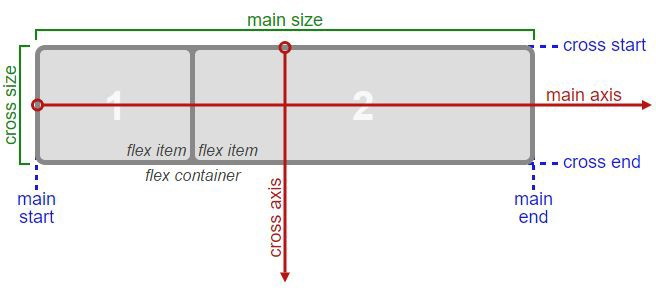 main size
cross start
cross size
1
2
main axis
flex item
flex item
cross end
flex container
cross axis
main
start
main
end